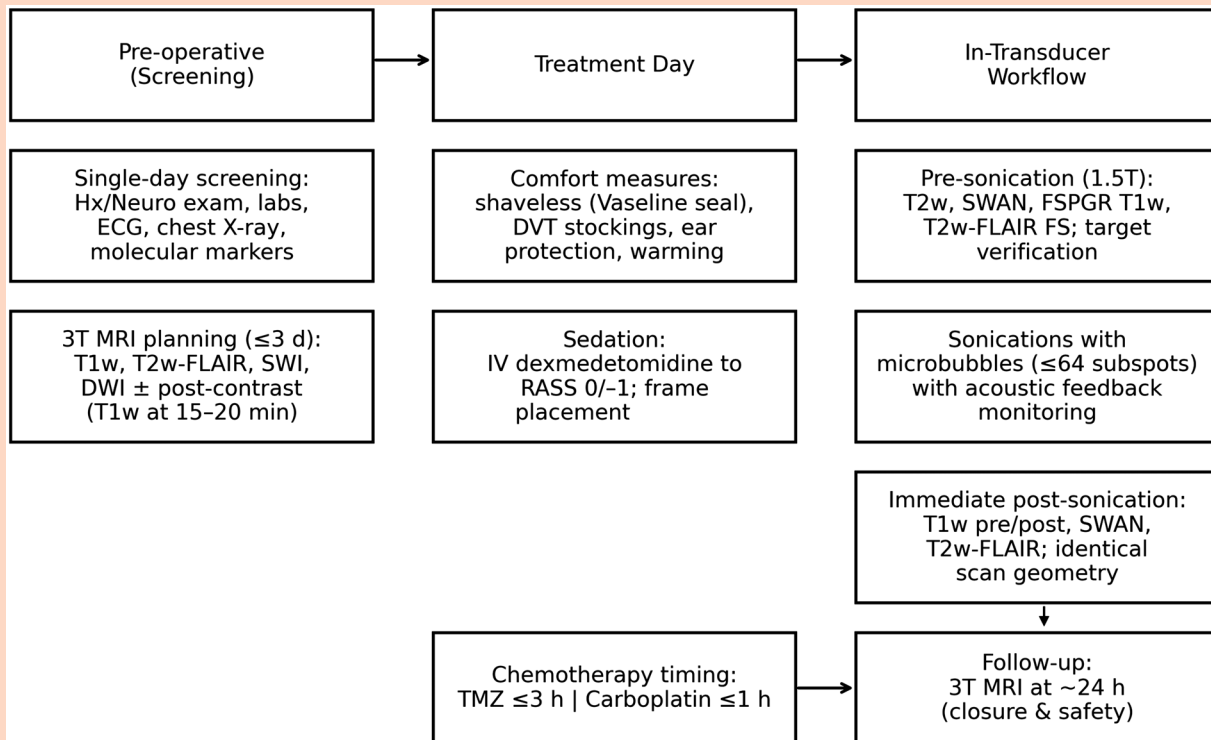 Pre-operative
(Screening)
Treatment Day
In-Transducer
Workflow
Single-day screening:
Hx/Neuro exam, labs,
ECG, chest X-ray,
molecular markers
Comfort measures:
shaveless (Vaseline seal),
DVT stockings, ear
protection, warming
Pre-sonication (1.5T):
T2w, SWAN, FSPGR T1w,
T2w-FLAIR FS; target
verification
3T MRI planning (≤3 d):
T1w, T2w-FLAIR, SWI,
DWI ± post-contrast
(T1w at 15–20 min)
Sedation:
IV dexmedetomidine to
RASS 0/–1; frame
placement
Sonications with
microbubbles (≤64 subspots)
with acoustic feedback
monitoring
Immediate post-sonication:
T1w pre/post, SWAN,
T2w-FLAIR; identical
scan geometry
Chemotherapy timing:
TMZ ≤3 h | Carboplatin ≤1 h
Follow-up:
3T MRI at ~24 h
(closure & safety)